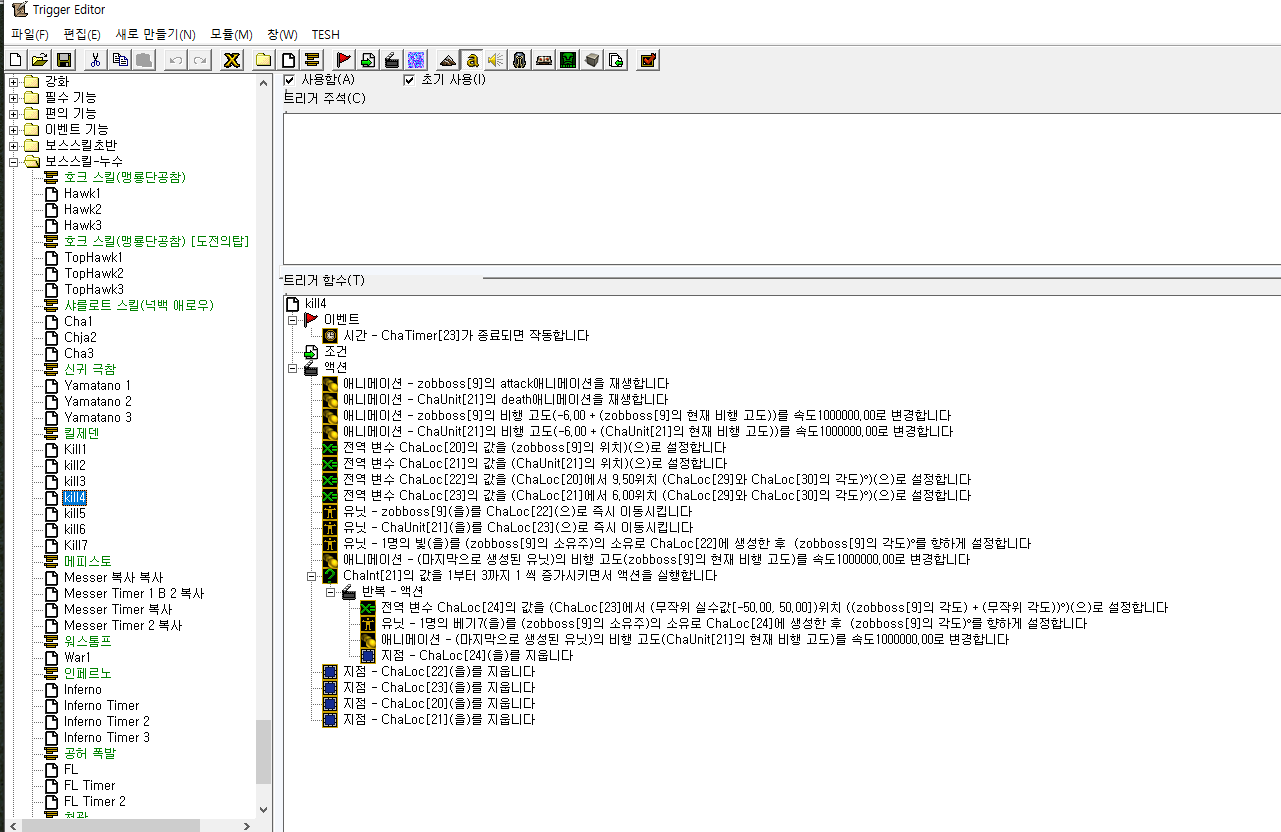 Trigger Editor
파일(F) 편집(E) 새로 만들기(V) 모듈(M) 창(W) TESH
강화
필수 기능
편의 기능
이벤트 기능
보스스킬초반
보스스킬-누수
호크 스킬(맹룡단공참)
Hawk1
Hawk2
Hawk3
호크 스킬(맹룡단공참) [도전의탑]
TopHawk1
TopHawk2
TopHawk3
샤를로트 스킬(넉백 애로우)
Cha1
Chja2
Cha3
신귀 극참
Yamatano 1
Yamatano 2
Yamatano 3
킬제덴
Kill1
kill2
kill3
kill4
kill5
kill6
Kill7
메피스토
Messer 복사 복사
Messer Timer 1 B 2 복사
Messer Timer 복사
Messer Timer 2 복사
워스톰프
War1
인페르노
Inferno
Inferno Timer
Inferno Timer 2
Inferno Timer 3
공허 폭발
FL
FL Timer
FL Timer 2
사용함(A) 초기 사용(I)
트리거 주석(C)
트리거 함수(T)
kill4
이벤트
시간 - ChaTimer[23]가 종료되면 작동합니다
조건
액션
애니메이션 - zobboss[9]의 attack애니메이션을 재생합니다
애니메이션 - ChaUnit[21]의 death애니메이션을 재생합니다
애니메이션 - zobboss[9]의 비행 고도(-6.00 + (zobboss[9]의 현재 비행 고도))를 속도1000000.00로 변경합니다
애니메이션 - ChaUnit[21]의 비행 고도(-6.00 + (ChaUnit[21]의 현재 비행 고도))를 속도1000000.00로 변경합니다
전역 변수 ChaLoc[20]의 값을 (zobboss[9]의 위치)(으)로 설정합니다
전역 변수 ChaLoc[21]의 값을 (ChaUnit[21]의 위치)(으)로 설정합니다
전역 변수 ChaLoc[22]의 값을 (ChaLoc[20]에서 9.50위치 (ChaLoc[29]와 ChaLoc[30]의 각도)º)(으)로 설정합니다
전역 변수 ChaLoc[23]의 값을 (ChaLoc[21]에서 6.00위치 (ChaLoc[29]와 ChaLoc[30]의 각도)º)(으)로 설정합니다
유닛 - zobboss[9](을)를 ChaLoc[22](으)로 즉시 이동시킵니다
유닛 - ChaUnit[21](을)를 ChaLoc[23](으)로 즉시 이동시킵니다
유닛 - 1명의 빛(을)를 (zobboss[9]의 소유주)의 소유로 ChaLoc[22]에 생성한 후  (zobboss[9]의 각도)º를 향하게 설정합니다
애니메이션 - (마지막으로 생성된 유닛)의 비행 고도(zobboss[9]의 현재 비행 고도)를 속도1000000.00로 변경합니다
ChaInt[21]의 값을 1부터 3까지 1 씩 증가시키면서 액션을 실행합니다
반복 - 액션
전역 변수 ChaLoc[24]의 값을 (ChaLoc[23]에서 (무작위 실수값[-50.00, 50.00])위치 ((zobboss[9]의 각도) + (무작위 각도))º)(으)로 설정합니다
유닛 - 1명의 베기7(을)를 (zobboss[9]의 소유주)의 소유로 ChaLoc[24]에 생성한 후  (zobboss[9]의 각도)º를 향하게 설정합니다
애니메이션 - (마지막으로 생성된 유닛)의 비행 고도(ChaUnit[21]의 현재 비행 고도)를 속도1000000.00로 변경합니다
지점 - ChaLoc[24](을)를 지웁니다
지점 - ChaLoc[22](을)를 지웁니다
지점 - ChaLoc[23](을)를 지웁니다
지점 - ChaLoc[20](을)를 지웁니다
지점 - ChaLoc[21](을)를 지웁니다